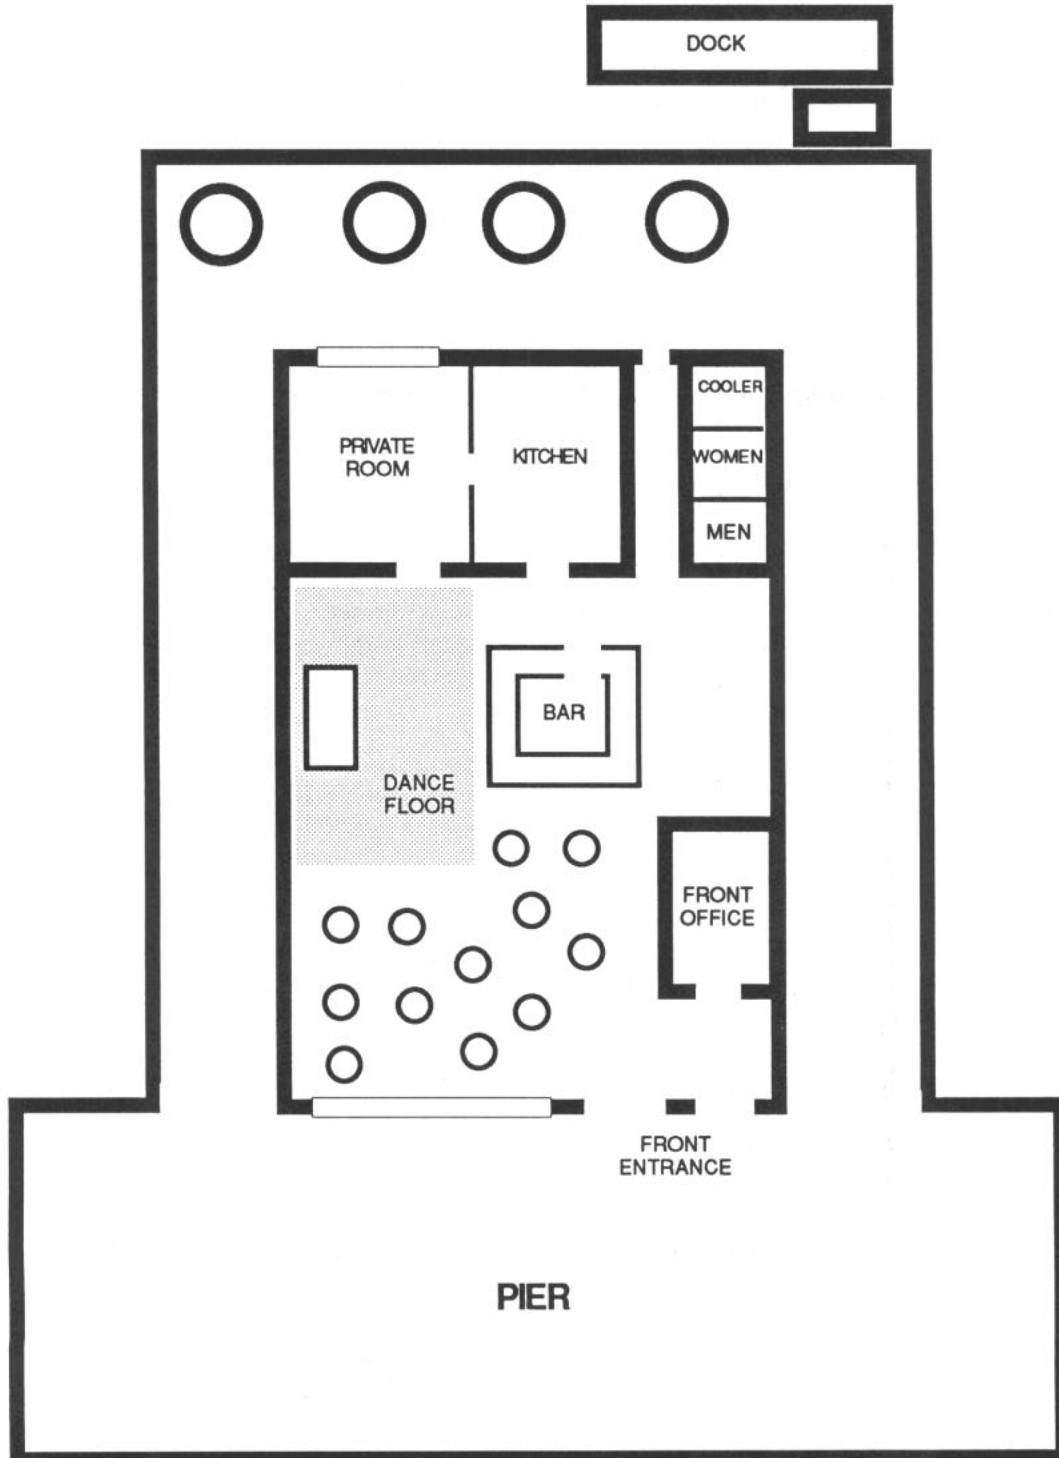 DOCK
COOLER
PRIVATE
ROOM
KITCHEN
WOMEN
MEN
BAR
DANCE
FLOOR
FRONT
OFFICE
FRONT
ENTRANCE
PIER